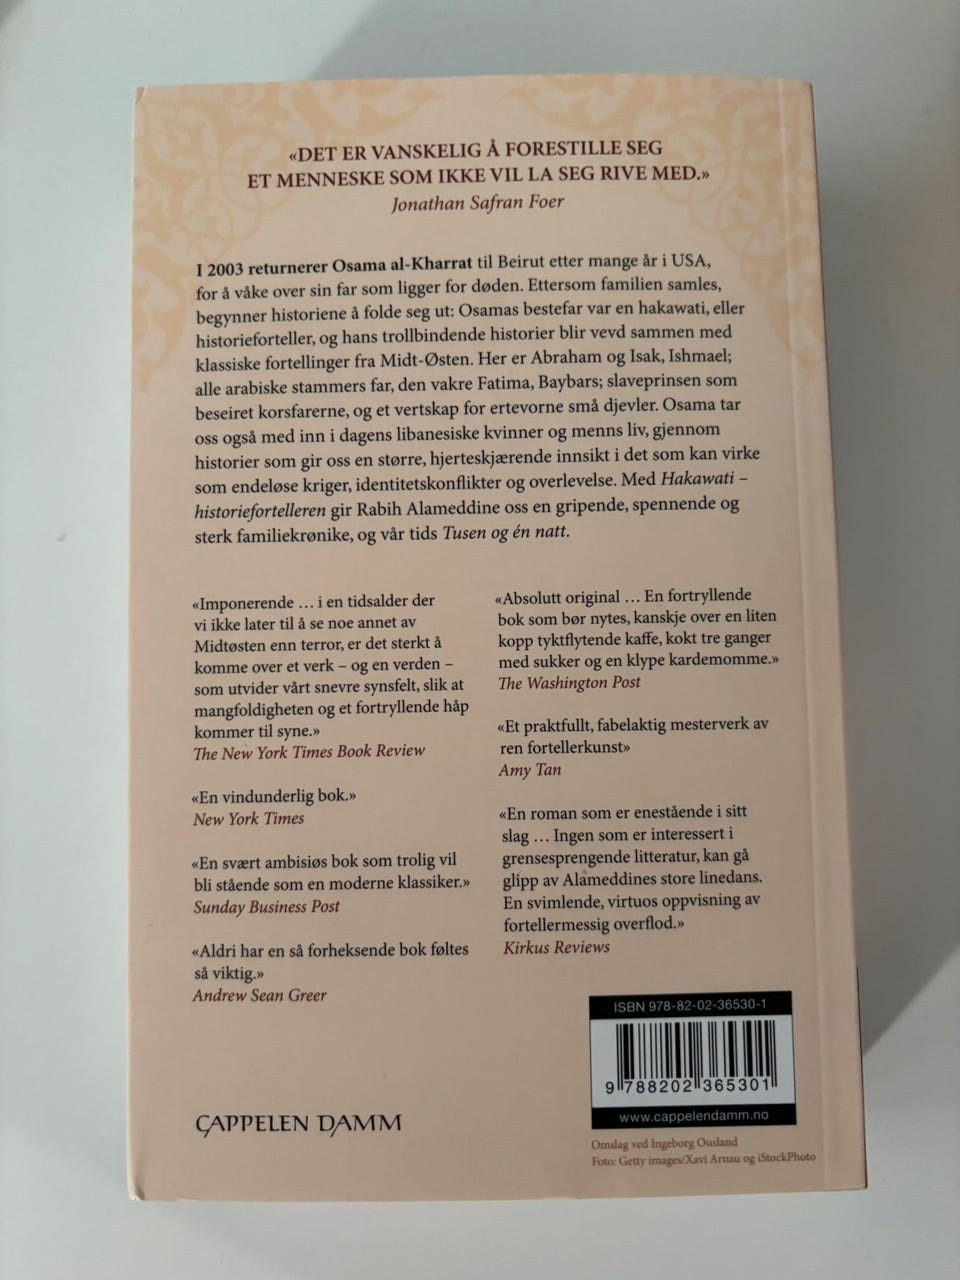 «DET ER VANSKELIG Å FORESTILLE SEG
ET MENNESKE SOM IKKE VIL LA SEG RIVE MED.»
Jonathan Safran Foer
I 2003 returnerer Osama al-Kharrat til Beirut etter mange år i USA,
for å våke over sin far som ligger for døden. Ettersom familien samles,
begynner historiene å folde seg ut: Osamas bestefar var en hakawati, eller
historieforteller, og hans trollbindende historier blir vevd sammen med
klassiske fortellinger fra Midt-Østen. Her er Abraham og Isak, Ishmael;
alle arabiske stammers far, den vakre Fatima, Baybars; slaveprinsen som
beseiret korsfarerne, og et vertskap for ertevorne små djevler. Osama tar
oss også med inn i dagens libanesiske kvinner og menns liv, gjennom
historier som gir oss en større, hjerteskjærende innsikt i det som kan virke
som endeløse kriger, identitetskonflikter og overlevelse. Med Hakawati –
historiefortelleren gir Rabih Alameddine oss en gripende, spennende og
sterk familiekrønike, og vår tids Tusen og én natt.
«Imponerende … i en tidsalder der
vi ikke later til å se noe annet av
Midtøsten enn terror, er det sterkt å
komme over et verk – og en verden –
som utvider vårt snevre synsfelt, slik at
mangfoldigheten og et fortryllende håp
kommer til syne.»
The New York Times Book Review
«En vindunderlig bok.»
New York Times
«En svært ambisiøs bok som trolig vil
bli stående som en moderne klassiker.»
Sunday Business Post
«Aldri har en så forheksende bok føltes
så viktig.»
Andrew Sean Greer
«Absolutt original … En fortryllende
bok som bør nytes, kanskje over en liten
kopp tyktflytende kaffe, kokt tre ganger
med sukker og en klype kardemomme.»
The Washington Post
«Et praktfullt, fabelaktig mesterverk av
ren fortellerkunst»
Amy Tan
«En roman som er enestående i sitt
slag … Ingen som er interessert i
grensesprengende litteratur, kan gå
glipp av Alameddines store linedans.
En svimlende, virtuos oppvisning av
fortellermessig overflod.»
Kirkus Reviews
ISBN 978-82-02-36530-1
9 788202 365301
www.cappelendamm.no
CAPPELEN DAMM
Omslag ved Ingeborg Ousland
Foto: Getty images/Xavi Arnau og iStockPhoto